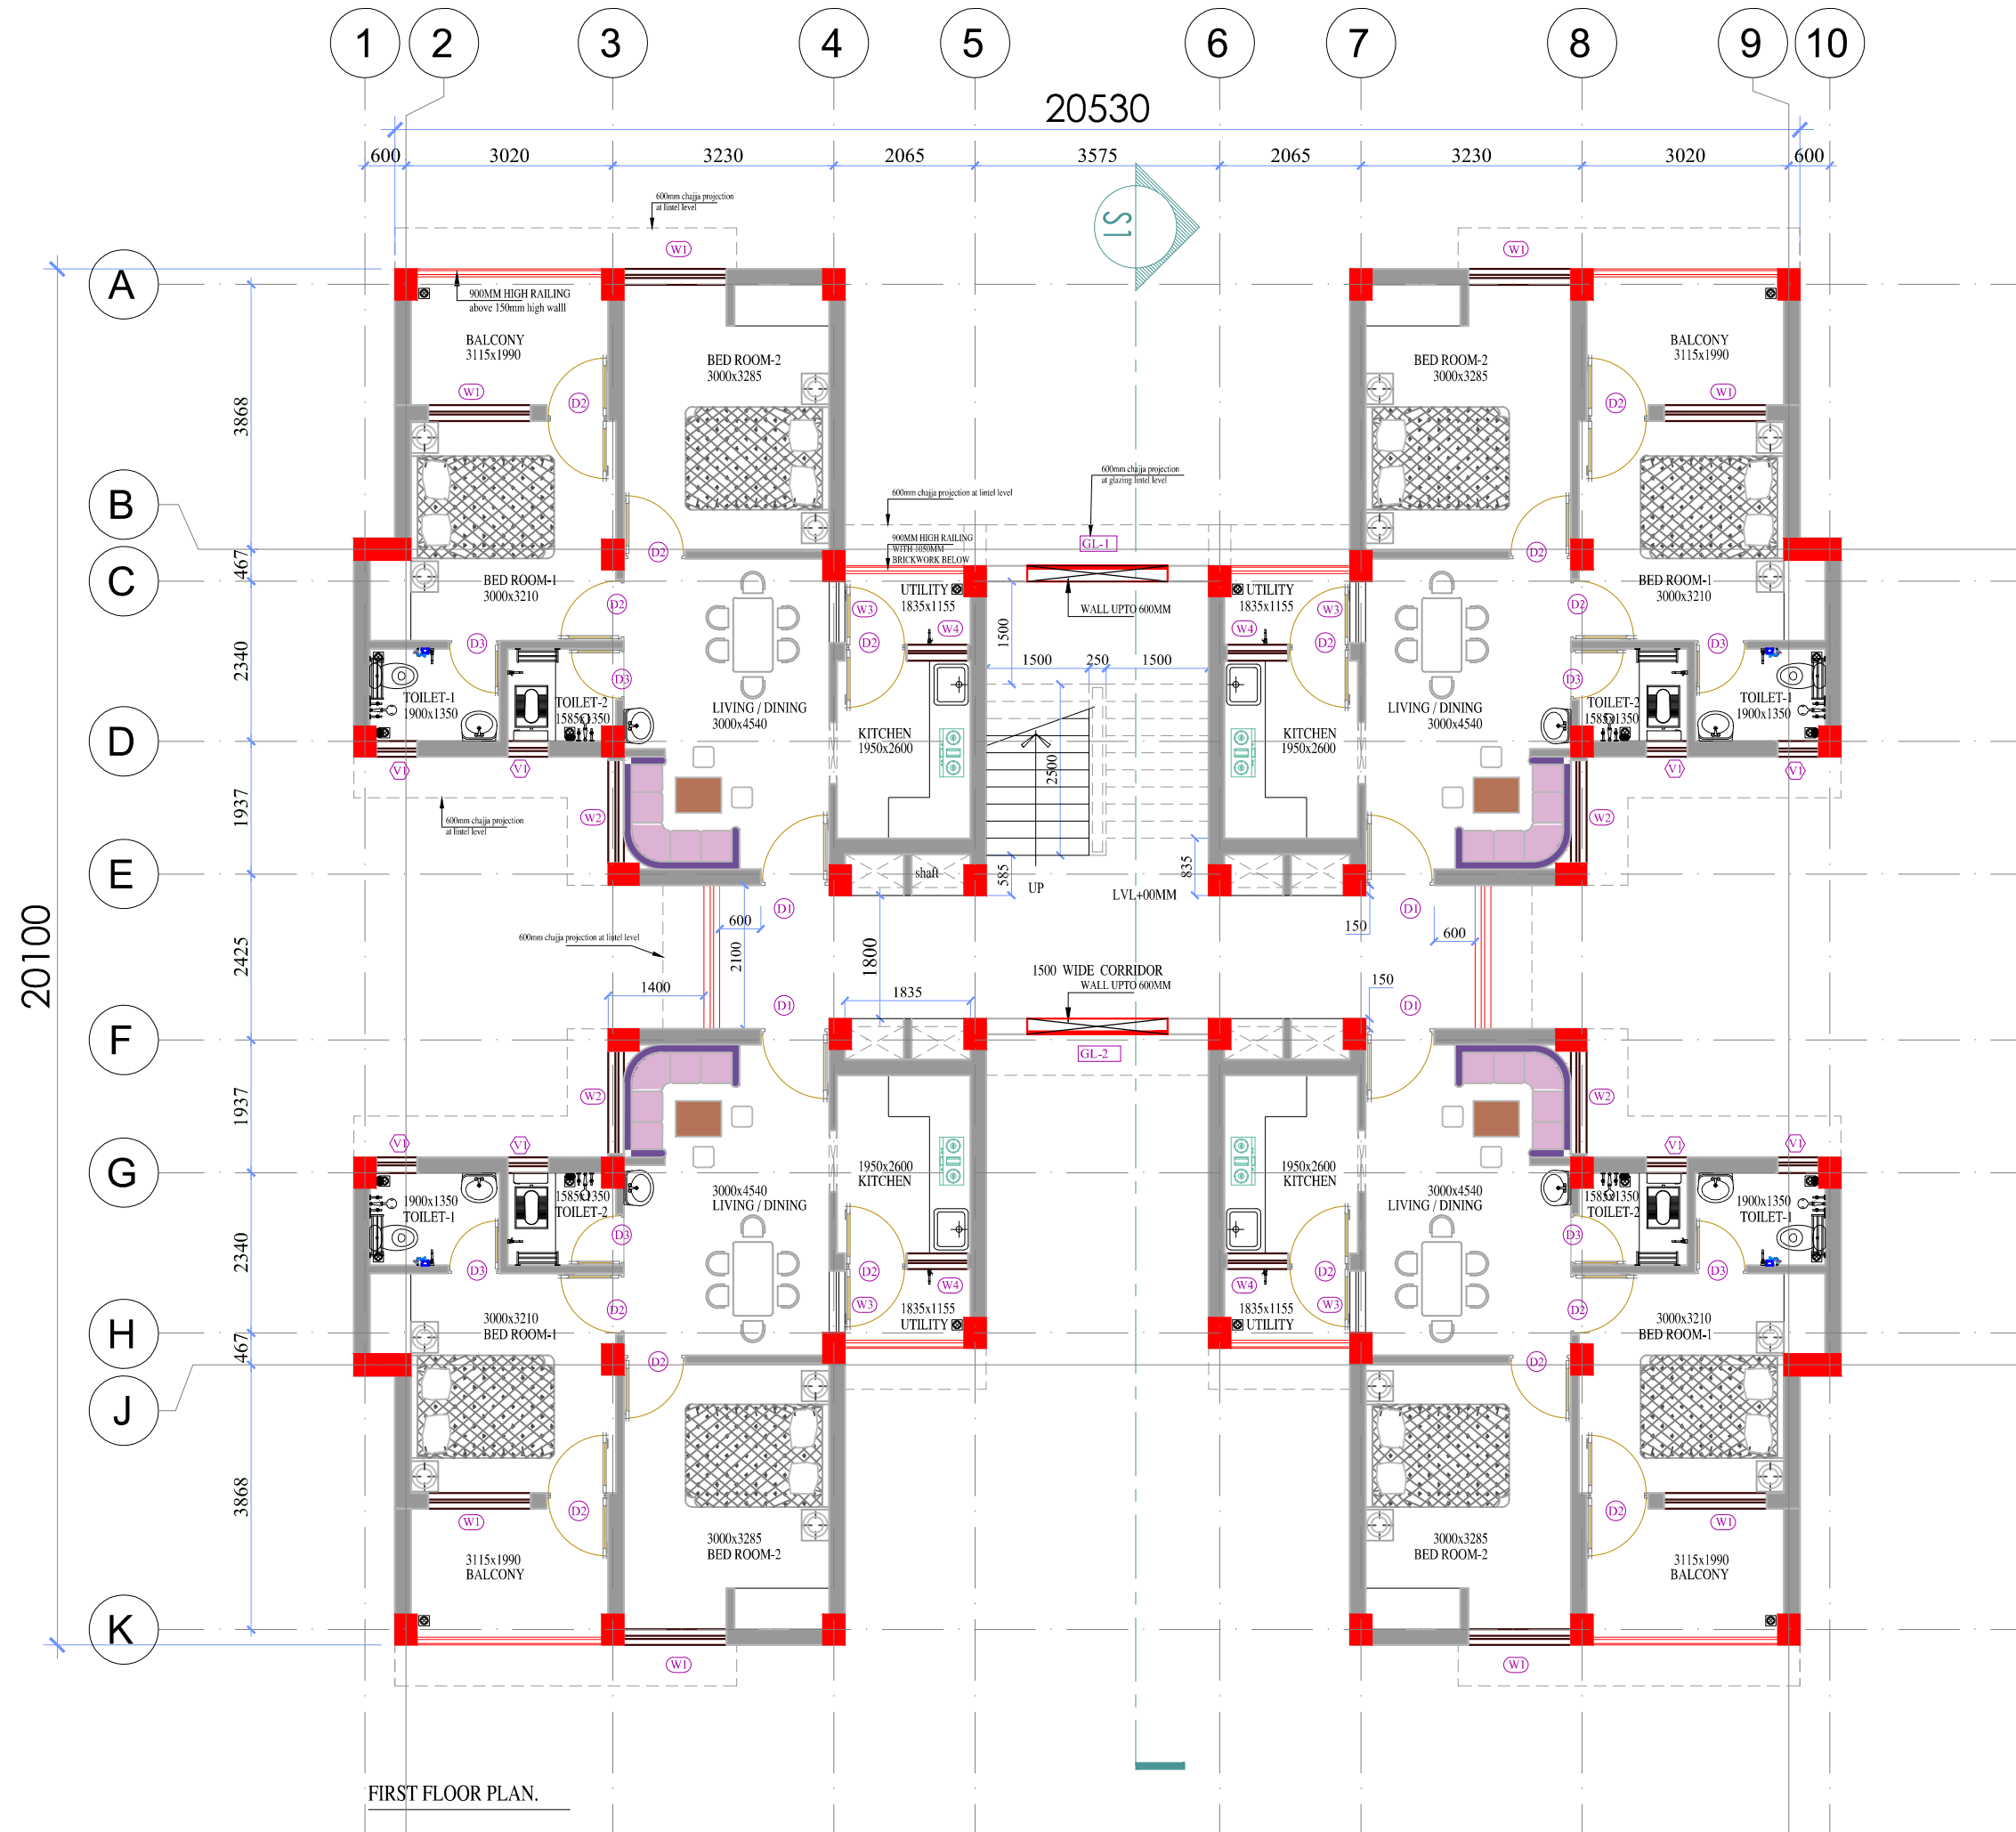 1 2 3 4 5 6 7 8 9 10
20530
600 3020 3230 2065 3575 2065 3230 3020 600
600mm chajja projection
at lintel level
S1
W1 W1
A
900MM HIGH RAILING
above 150mm high walll
BALCONY
3115x1990
BED ROOM-2
3000x3285
BED ROOM-2
3000x3285
BALCONY
3115x1990
W1 D2 D2 W1
3868
B
600mm chajja projection
at glazing lintel level
600mm chajja projection at lintel level
900MM HIGH RAILING
WITH 1050MM
BRICKWORK BELOW
GL-1
D2 D2
467
C
BED ROOM-1
3000x3210
UTILITY
1835x1155
WALL UPTO 600MM
UTILITY
1835x1155
BED ROOM-1
3000x3210
D2 W3 W3 D2
D3 D2 W4 1500 W4 D2 D3
2340
1500 250 1500
D3 D3
TOILET-1
1900x1350
TOILET-2
1585x1350
LIVING / DINING
3000x4540
KITCHEN
1950x2600
KITCHEN
1950x2600
LIVING / DINING
3000x4540
TOILET-2
1585x1350
TOILET-1
1900x1350
D
V1 V1 2500 V1 V1
1937
W2 W2
600mm chajja projection
at lintel level
E
shaft
585
UP
835
LVL+00MM
D1 D1
600 150 600
600mm chajja projection at lintel level
20100
2425
2100
1800
1500 WIDE CORRIDOR
WALL UPTO 600MM
1400 1835 150
D1 D1
F
GL-2
W2 W2
1937
V1 V1 V1 V1
G
1900x1350
TOILET-1
1585x1350
TOILET-2
3000x4540
LIVING / DINING
1950x2600
KITCHEN
1950x2600
KITCHEN
3000x4540
LIVING / DINING
1585x1350
TOILET-2
1900x1350
TOILET-1
D3 D3
2340
D3 D2 W4 W4 D2 D3
D2 W3 W3 D2
3000x3210
BED ROOM-1
1835x1155
UTILITY
1835x1155
UTILITY
3000x3210
BED ROOM-1
H
467
D2 D2
J
3868
W1 D2 D2 W1
3115x1990
BALCONY
3000x3285
BED ROOM-2
3000x3285
BED ROOM-2
3115x1990
BALCONY
K
W1 W1
FIRST FLOOR PLAN.